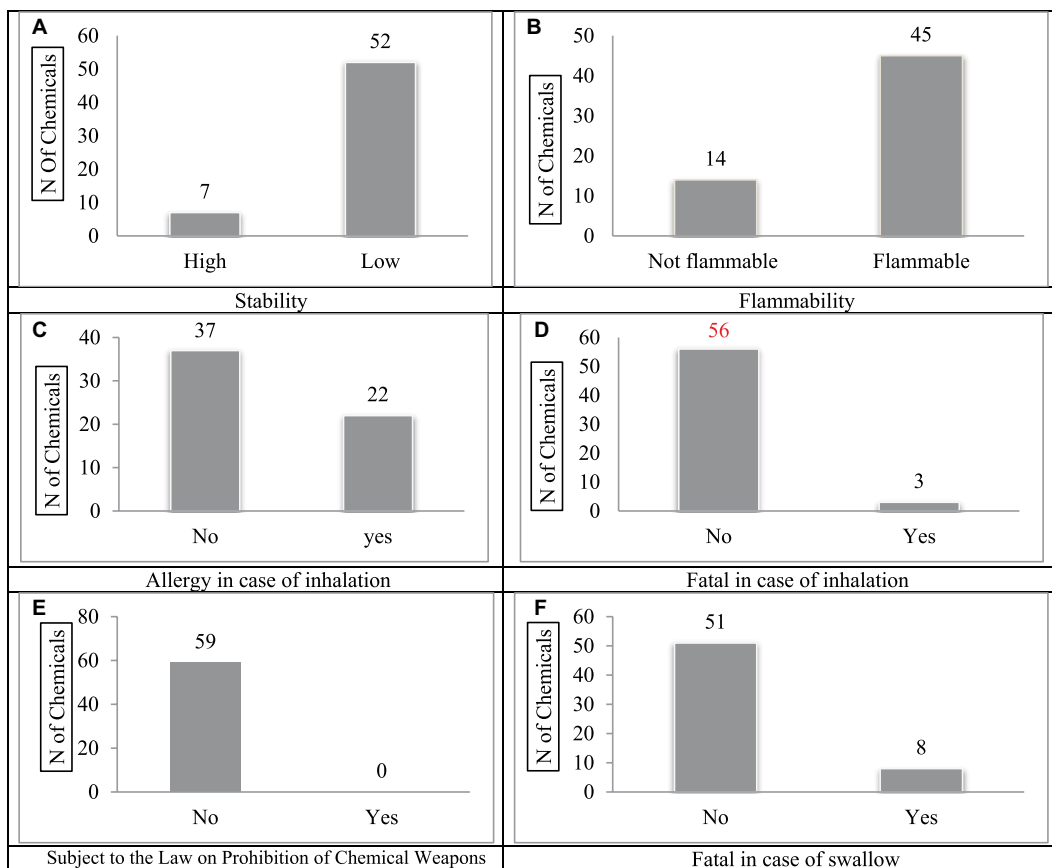 A
N Of Chemicals
60
50
40
30
20
10
0
7
52
High Low
Stability
B
N of Chemicals
50
40
30
20
10
0
14
45
Not flammable Flammable
Flammability
C
N of Chemicals
40
30
20
10
0
37
22
No yes
Allergy in case of inhalation
D
N of Chemicals
60
50
40
30
20
10
0
56
3
No Yes
Fatal in case of inhalation
E
N of Chemicals
80
60
40
20
0
59
0
No Yes
Subject to the Law on Prohibition of Chemical Weapons
F
N of Chemicals
60
50
40
30
20
10
0
51
8
No Yes
Fatal in case of swallow